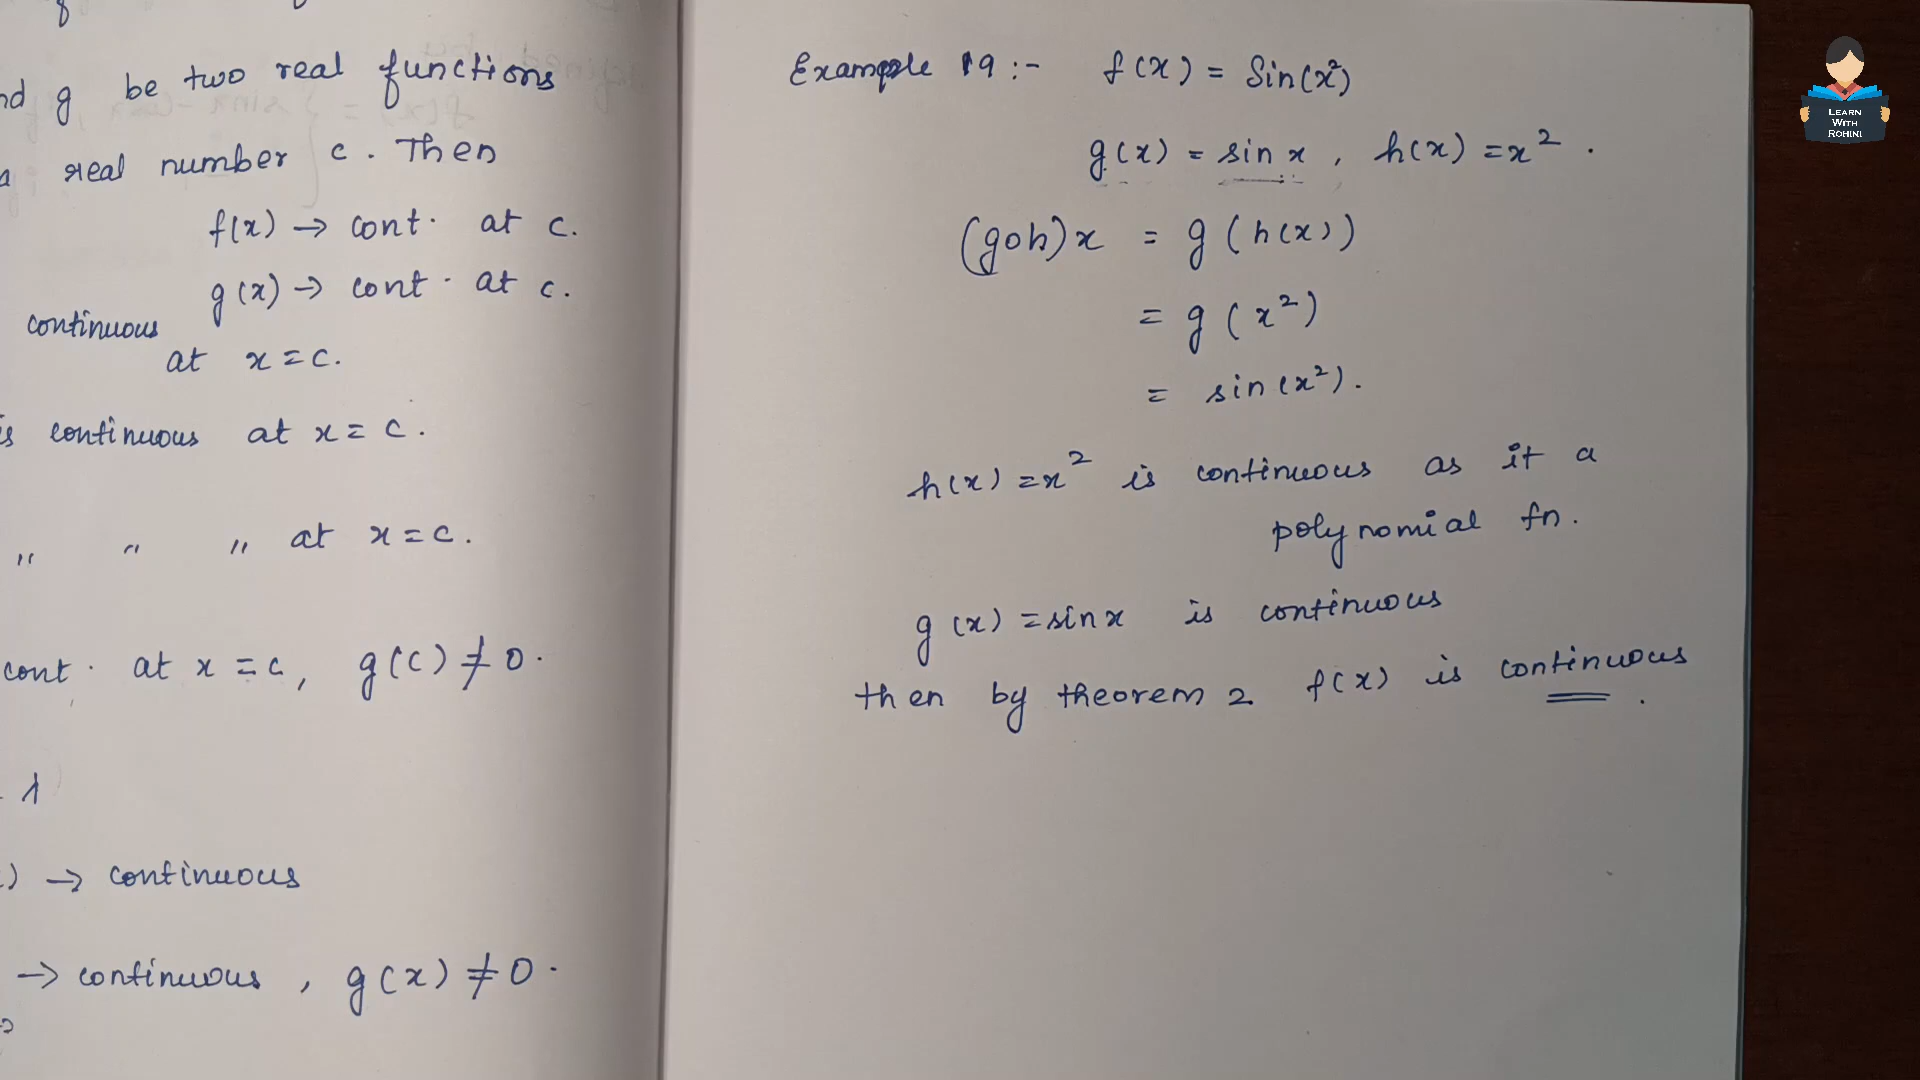 nd g be two real functions
a real number c. Then
f(x) → cont. at c.
g(x) → cont. at c.
continuous
at x = c.
is continuous at x = c.
,, ,, ,, at x = c.
cont. at x = c, g(c) ≠ 0.
) → continuous
→ continuous, g(x) ≠ 0.
Example 19 :- f(x) = Sin(x²)
g(x) = sin x, h(x) = x².
(goh)x = g(h(x))
= g(x²)
= sin(x²).
h(x) = x² is continuous as it a
polynomial fn.
g(x) = sin x is continuous
then by theorem 2 f(x) is continuous.
LEARN
WITH
ROHINI